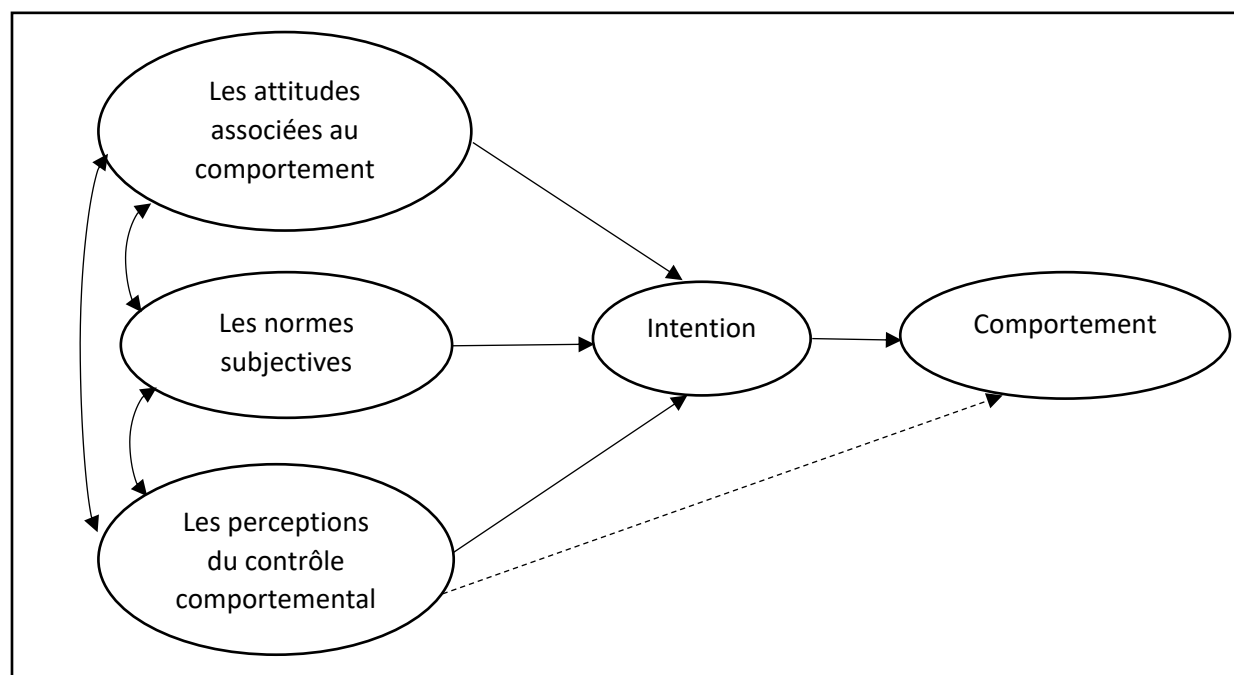 Les attitudes
associées au
comportement
Les normes
subjectives
Intention
Comportement
Les perceptions
du contrôle
comportemental